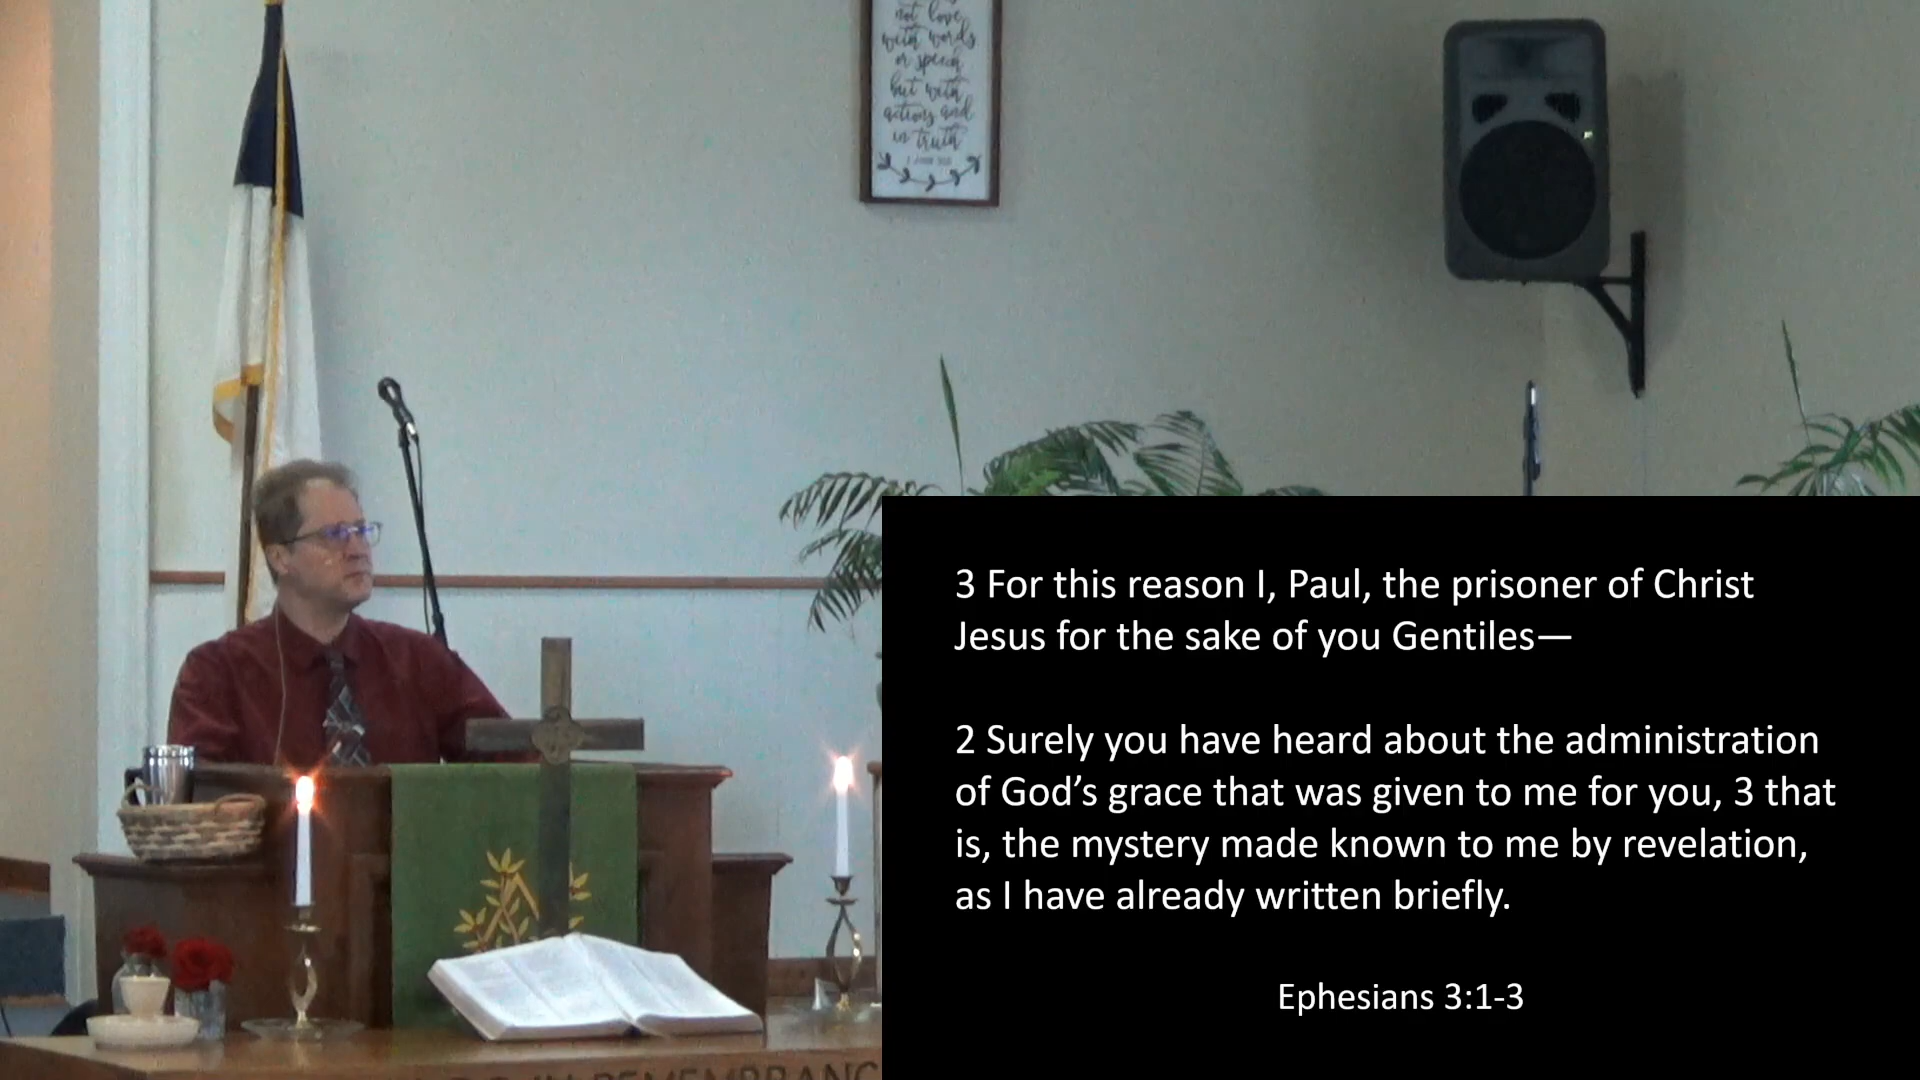 not love
with words
or speech
but with
actions and
in truth
3 For this reason I, Paul, the prisoner of Christ
Jesus for the sake of you Gentiles—
2 Surely you have heard about the administration
of God’s grace that was given to me for you, 3 that
is, the mystery made known to me by revelation,
as I have already written briefly.
Ephesians 3:1-3